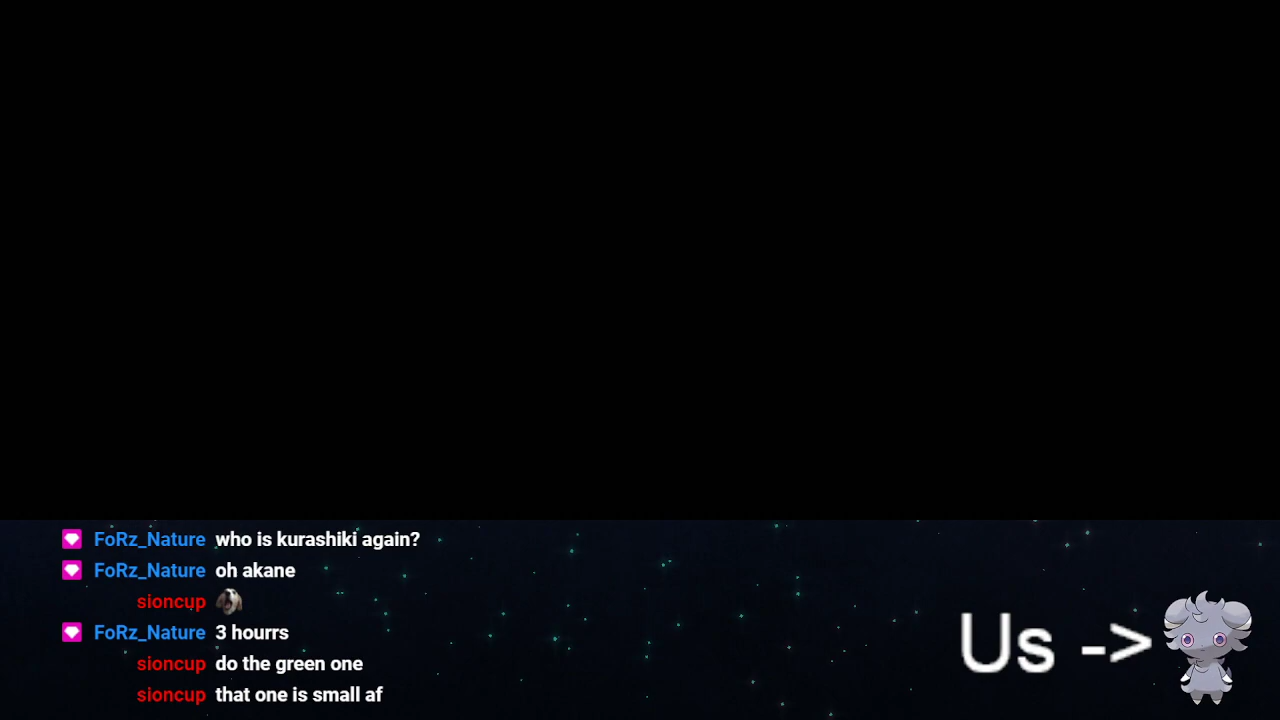 FoRz_Nature who is kurashiki again?
FoRz_Nature oh akane
sioncup
FoRz_Nature 3 hourrs
sioncup do the green one
sioncup that one is small af
Us ->